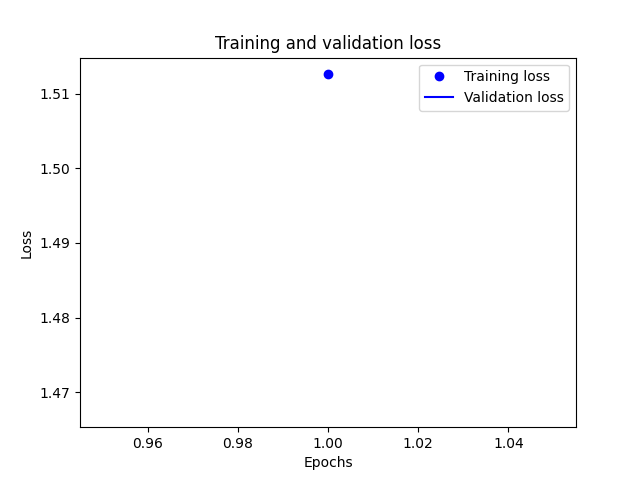 Training and validation loss
Training loss
Validation loss
1.51
1.50
1.49
1.48
1.47
Loss
0.96 0.98 1.00 1.02 1.04
Epochs